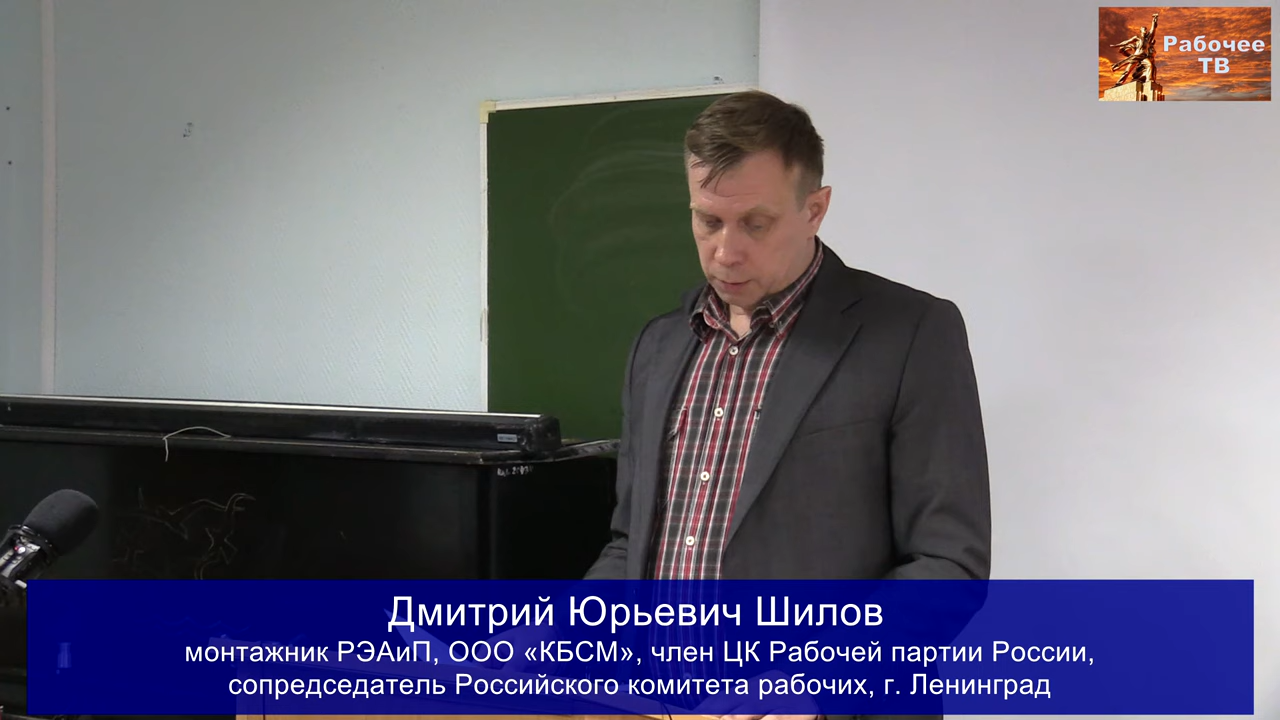 Рабочее
ТВ
Дмитрий Юрьевич Шилов
монтажник РЭАиП, ООО «КБСМ», член ЦК Рабочей партии России,
сопредседатель Российского комитета рабочих, г. Ленинград